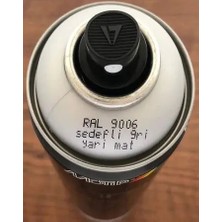 RAL 9006
sedefli gri
yarı mat